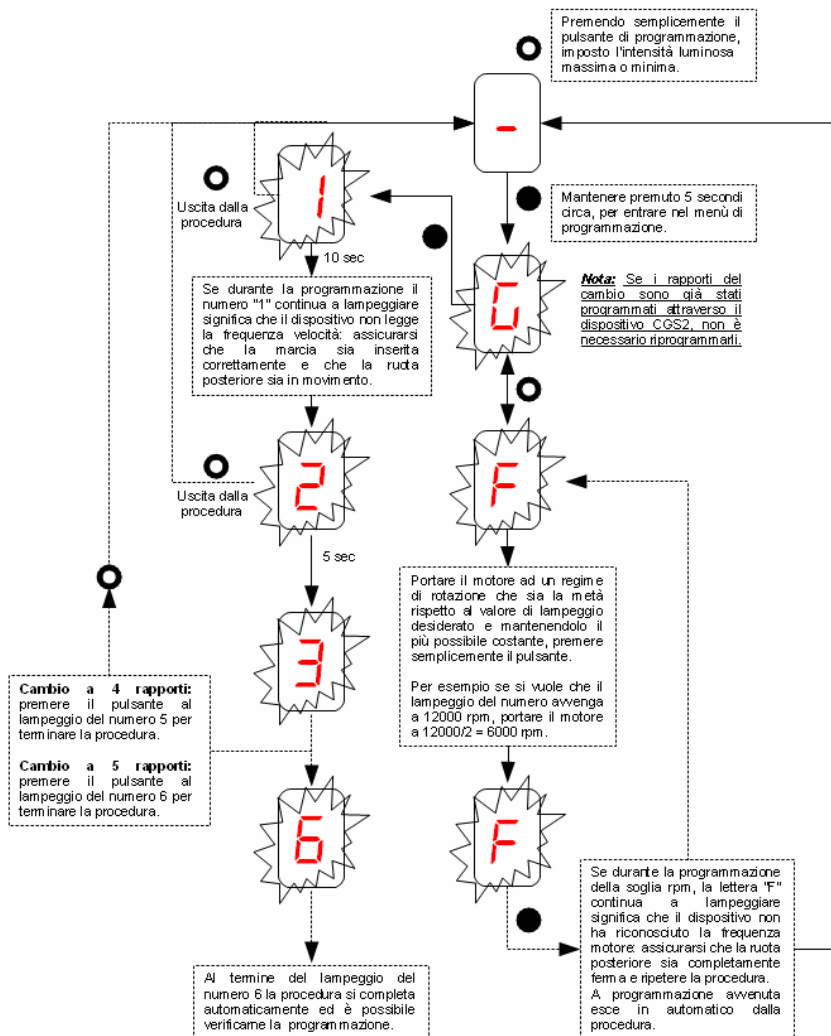 Premendo semplicemente il
pulsante di programmazione,
imposto l'intensità luminosa
massima o minima.
-
Mantenere premuto 5 secondi
circa, per entrare nel menù di
programmazione.
1
Uscita dalla
procedura
10 sec
G
Nota: Se i rapporti del
cambio sono già stati
programmati attraverso il
dispositivo CGS2, non è
necessario riprogrammarli.
Se durante la programmazione il
numero "1" continua a lampeggiare
significa che il dispositivo non legge
la frequenza velocità: assicurarsi
che la marcia sia inserita
correttamente e che la ruota
posteriore sia in movimento.
2
Uscita dalla
procedura
5 sec
F
Portare il motore ad un regime
di rotazione che sia la metà
rispetto al valore di lampeggio
desiderato e mantenendolo il
più possibile costante, premere
semplicemente il pulsante.
Per esempio se si vuole che il
lampeggio del numero avvenga
a 12000 rpm, portare il motore
a 12000/2 = 6000 rpm.
3
Cambio a 4 rapporti:
premere il pulsante al
lampeggio del numero 5 per
terminare la procedura.
Cambio a 5 rapporti:
premere il pulsante al
lampeggio del numero 6 per
terminare la procedura.
6
F
Se durante la programmazione
della soglia rpm, la lettera "F"
continua a lampeggiare
significa che il dispositivo non
ha riconosciuto la frequenza
motore: assicurarsi che la ruota
posteriore sia completamente
ferma e ripetere la procedura.
A programmazione avvenuta
esce in automatico dalla
procedura.
Al termine del lampeggio del
numero 6 la procedura si completa
automaticamente ed è possibile
verificarne la programmazione.